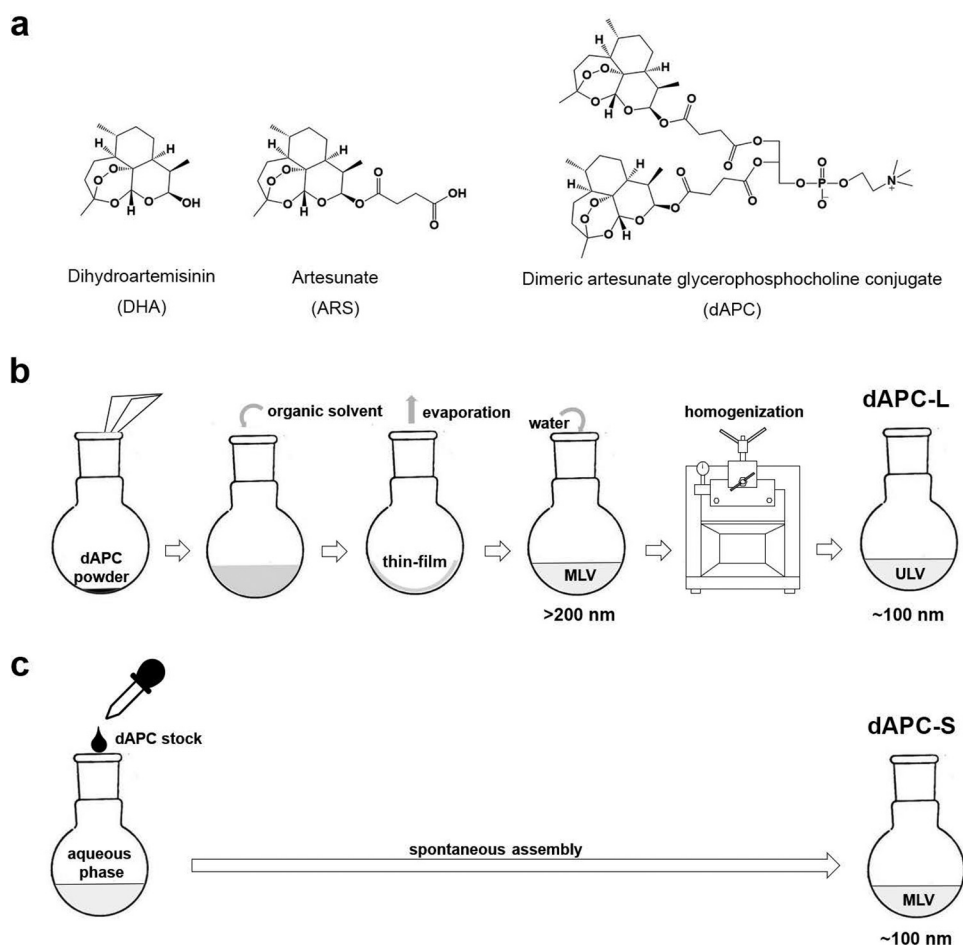 a
H
H
O
O
O
O
H
OH
Dihydroartemisinin
(DHA)
H
H
O
O
O
O
H
O
O
O
OH
Artesunate
(ARS)
H
H
O
O
O
O
H
O
O
O
O
H
H
O
O
O
O
H
O
O
O
O
O
O
P
O
O⁻
N
+
Dimeric artesunate glycerophosphocholine conjugate
(dAPC)
b
organic solvent
evaporation
water
homogenization
dAPC-L
dAPC
powder
thin-film
MLV
ULV
>200 nm
~100 nm
c
dAPC stock
dAPC-S
aqueous
phase
spontaneous assembly
MLV
~100 nm